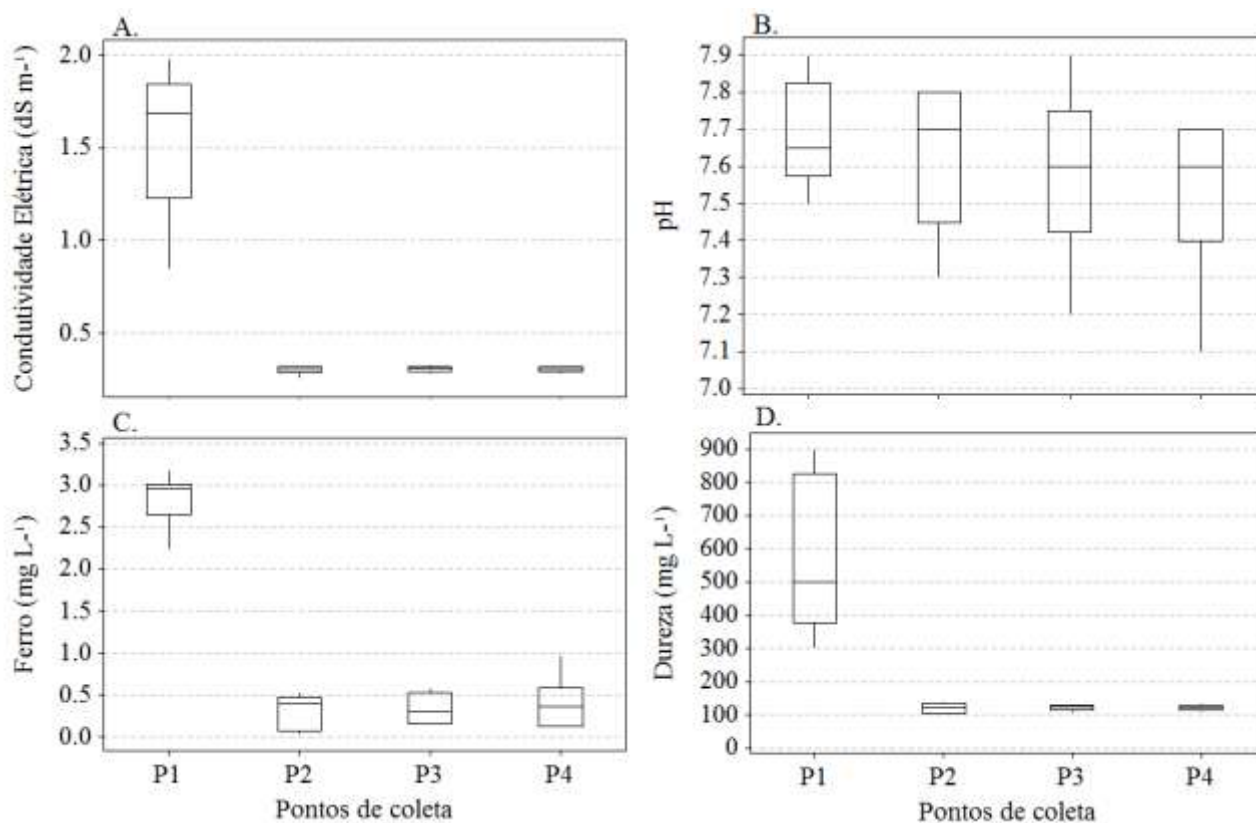 A.
Condutividade Elétrica (dS m-¹)
2.0
1.5
1.0
0.5
B.
pH
7.9
7.8
7.7
7.6
7.5
7.4
7.3
7.2
7.1
7.0
C.
Ferro (mg L-¹)
3.5
3.0
2.5
2.0
1.5
1.0
0.5
0.0
P1 P2 P3 P4
Pontos de coleta
D.
Dureza (mg L-¹)
900
800
700
600
500
400
300
200
100
0
P1 P2 P3 P4
Pontos de coleta